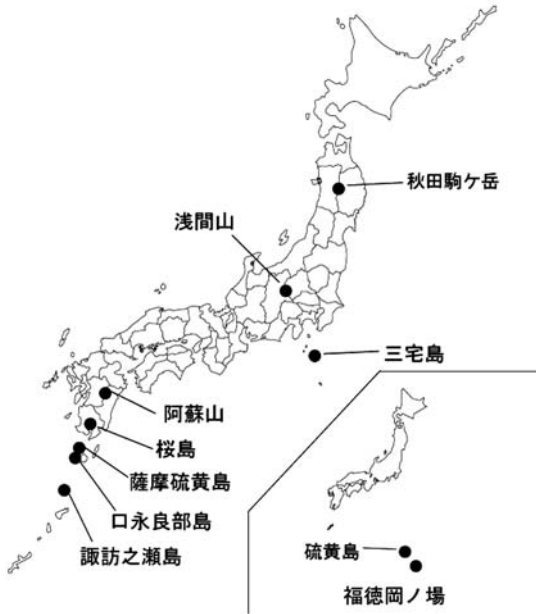 秋田駒ケ岳
浅間山
三宅島
阿蘇山
桜島
薩摩硫黄島
口永良部島
諏訪之瀬島
硫黄島
福徳岡ノ場